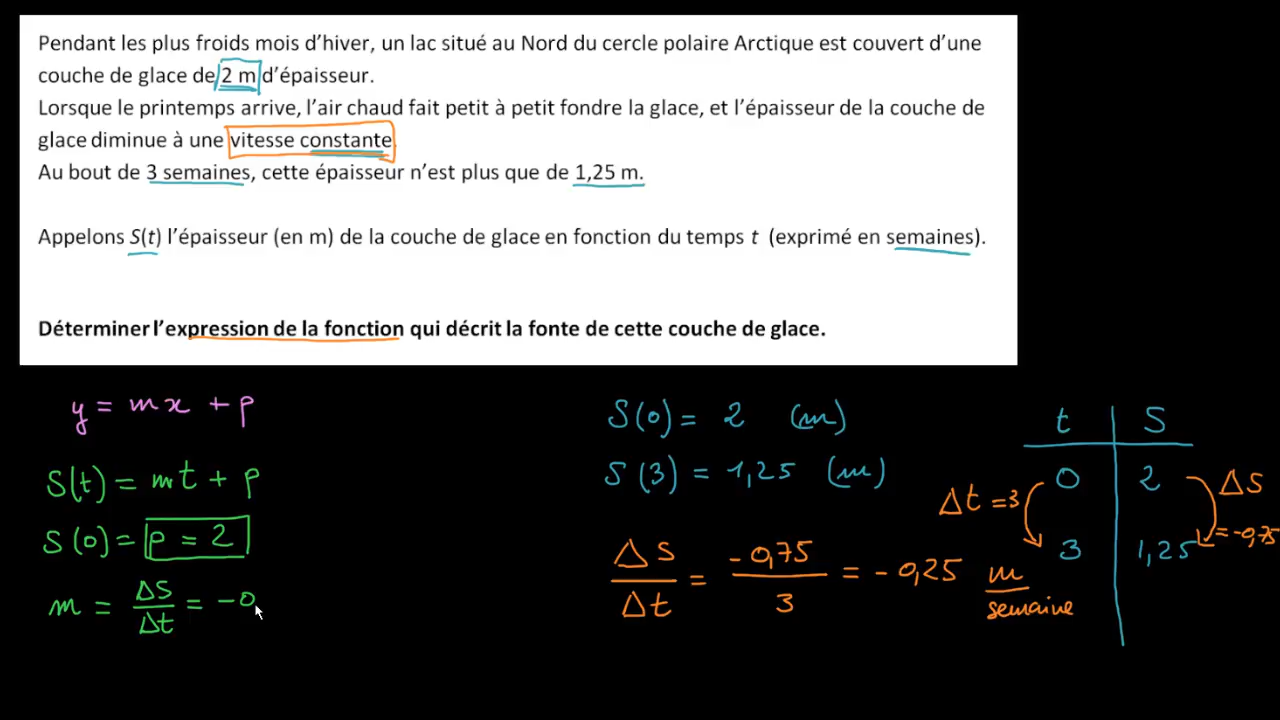 Pendant les plus froids mois d'hiver, un lac situé au Nord du cercle polaire Arctique est couvert d'une
couche de glace de 2 m d'épaisseur.
Lorsque le printemps arrive, l'air chaud fait petit à petit fondre la glace, et l'épaisseur de la couche de
glace diminue à une vitesse constante.
Au bout de 3 semaines, cette épaisseur n'est plus que de 1,25 m.
Appelons S(t) l'épaisseur (en m) de la couche de glace en fonction du temps t (exprimé en semaines).
Déterminer l'expression de la fonction qui décrit la fonte de cette couche de glace.
y = mx + p
S(t) = mt + p
S(0) = p = 2
m = ΔS/Δt = -0
S(0) = 2 (m)
S(3) = 1,25 (m)
ΔS/Δt = -0,75/3 = -0,25 m/semaine
t S
0 2
3 1,25
Δt = 3
ΔS
= -0,75